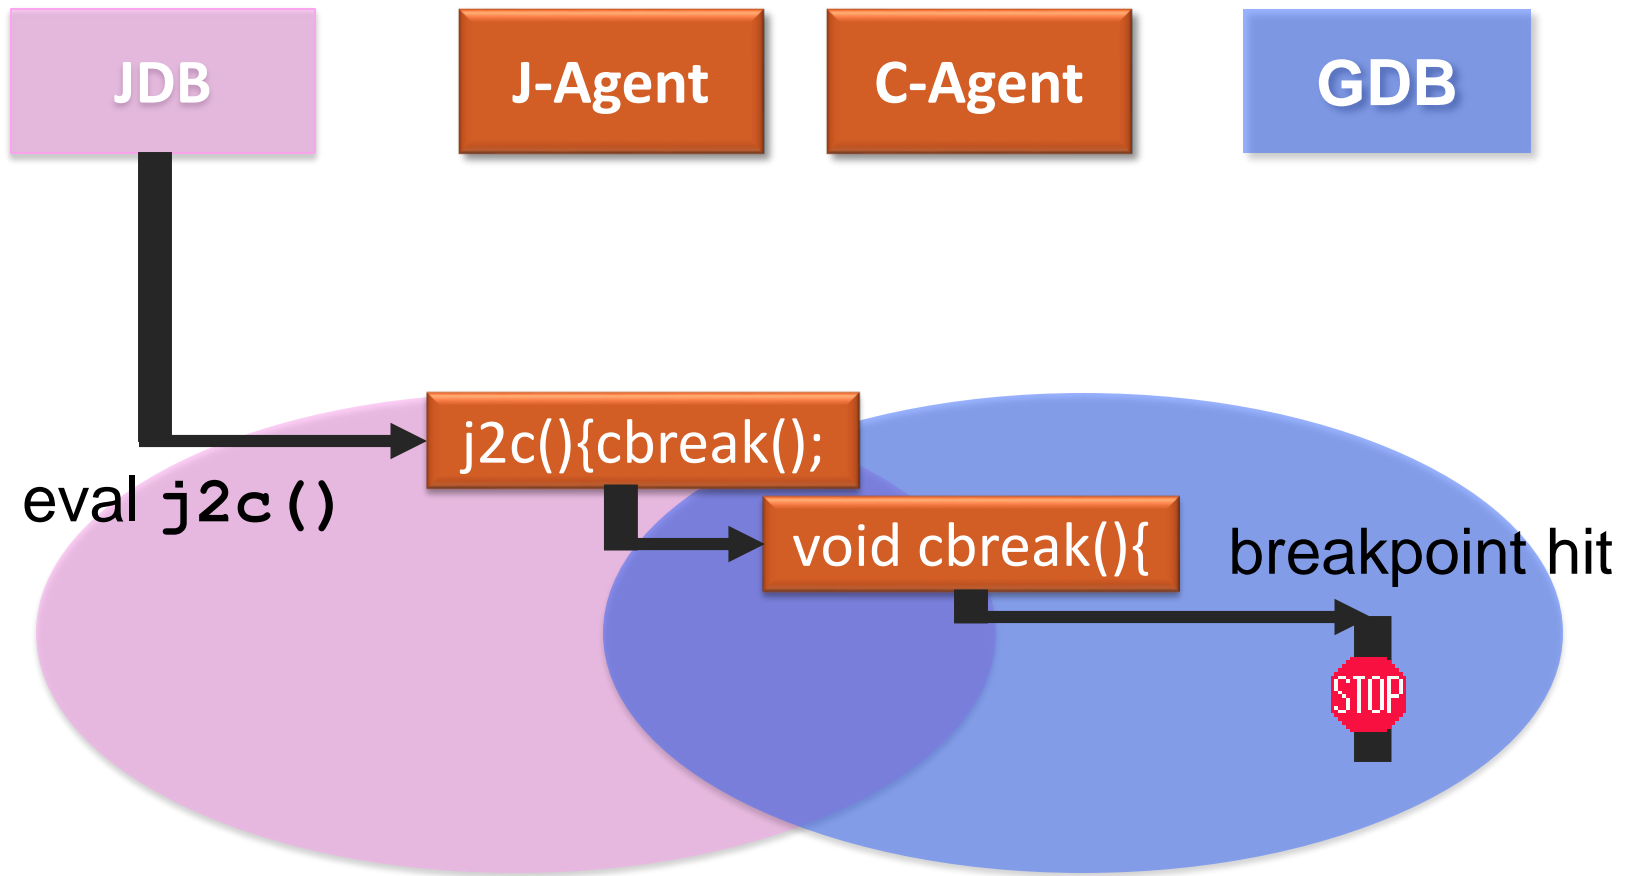 JDB
J-Agent
C-Agent
GDB
j2c(){cbreak();
eval j2c()
void cbreak(){
breakpoint hit
STOP